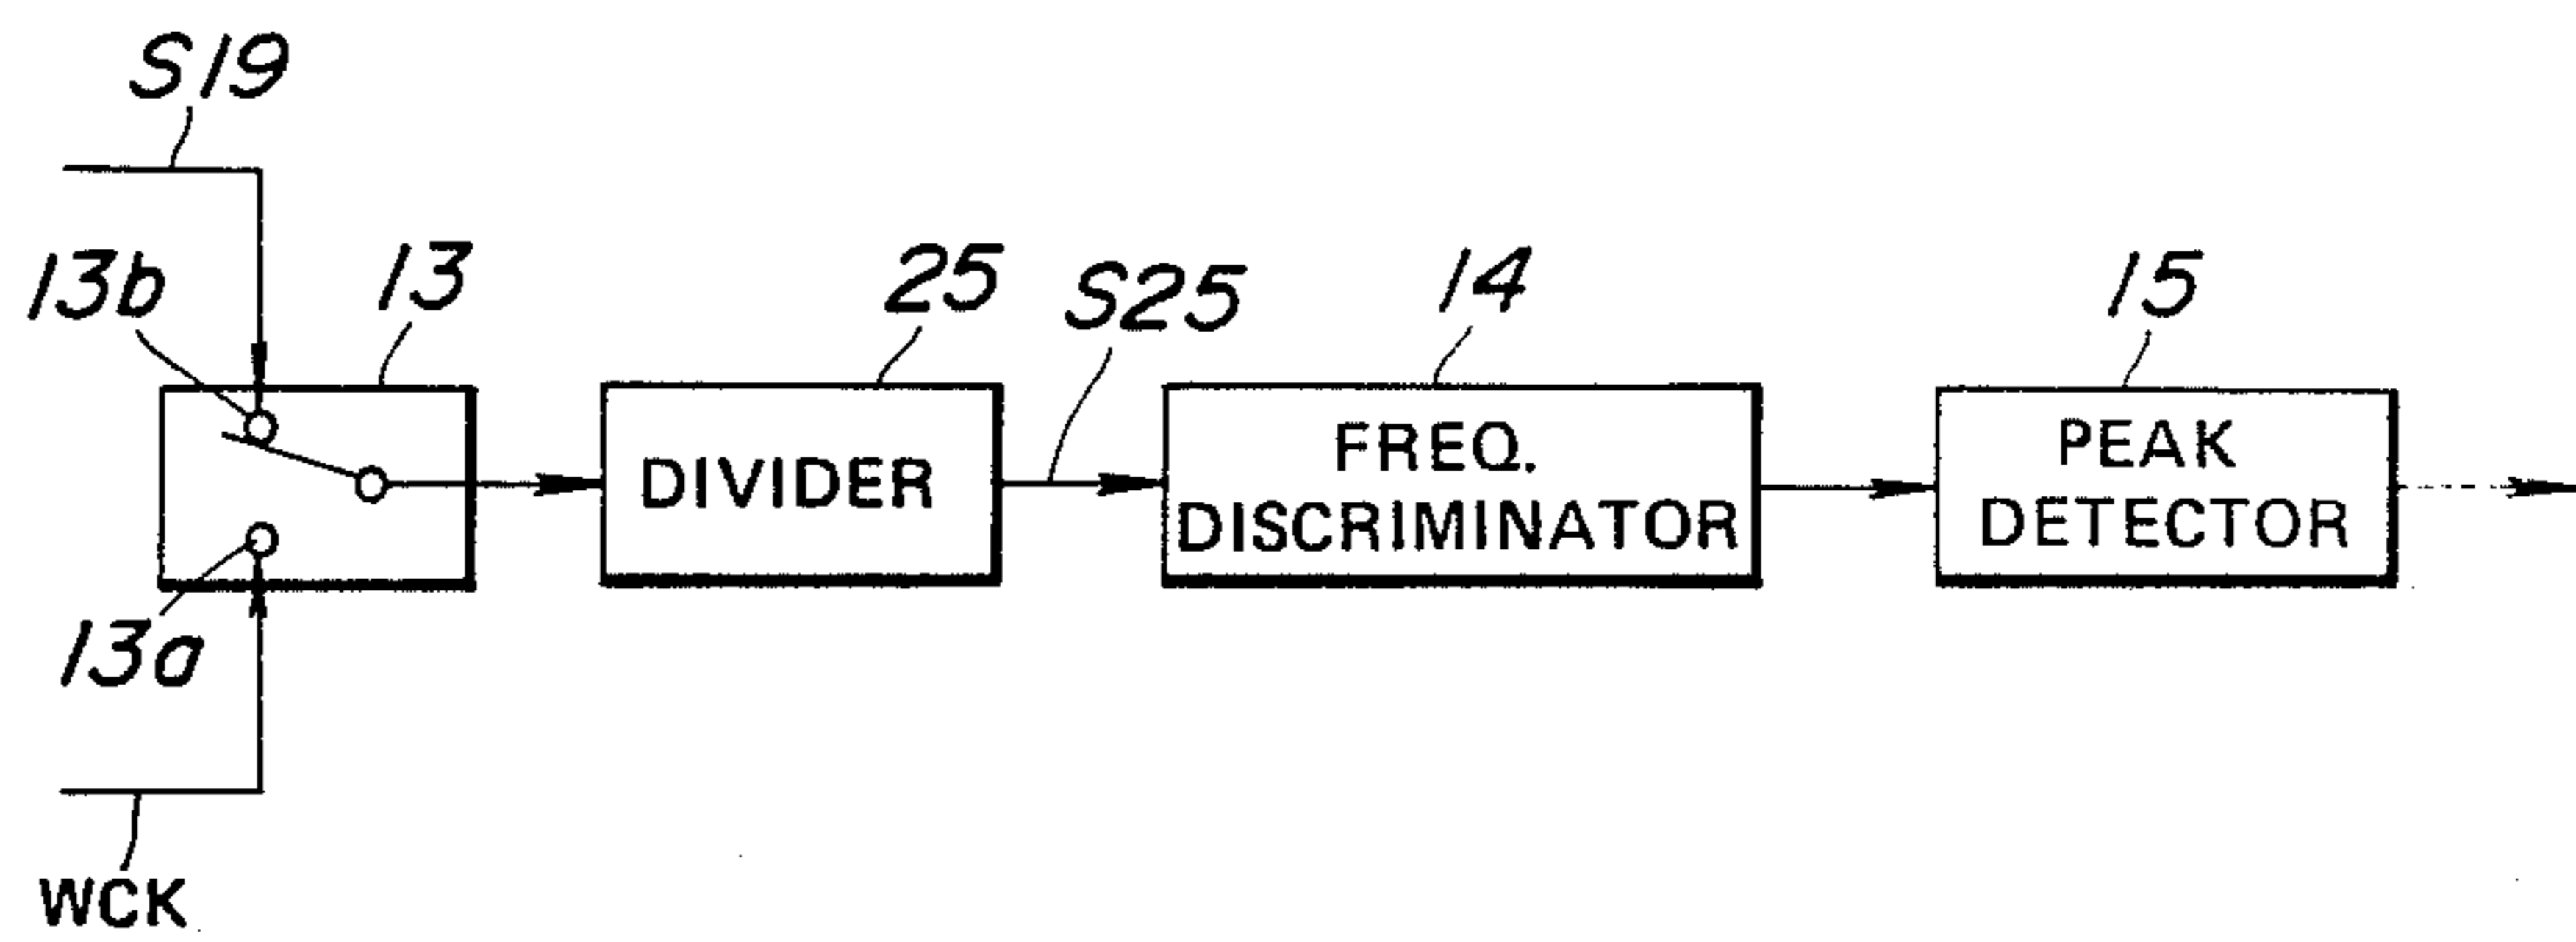 S19
13b
13
25
S25
14
15
DIVIDER
FREQ.
DISCRIMINATOR
PEAK
DETECTOR
13a
WCK